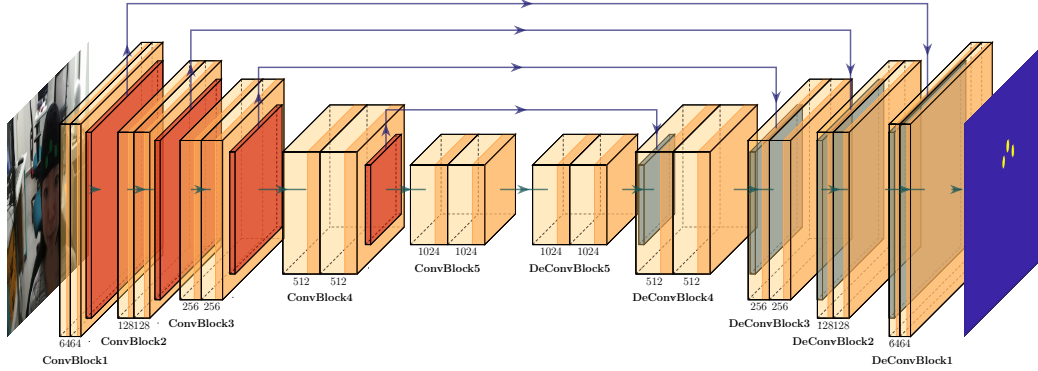 6464
ConvBlock1
128128
ConvBlock2
256 256
ConvBlock3
512 512
ConvBlock4
1024 1024
ConvBlock5
1024 1024
DeConvBlock5
512 512
DeConvBlock4
256 256
DeConvBlock3
128128
DeConvBlock2
6464
DeConvBlock1